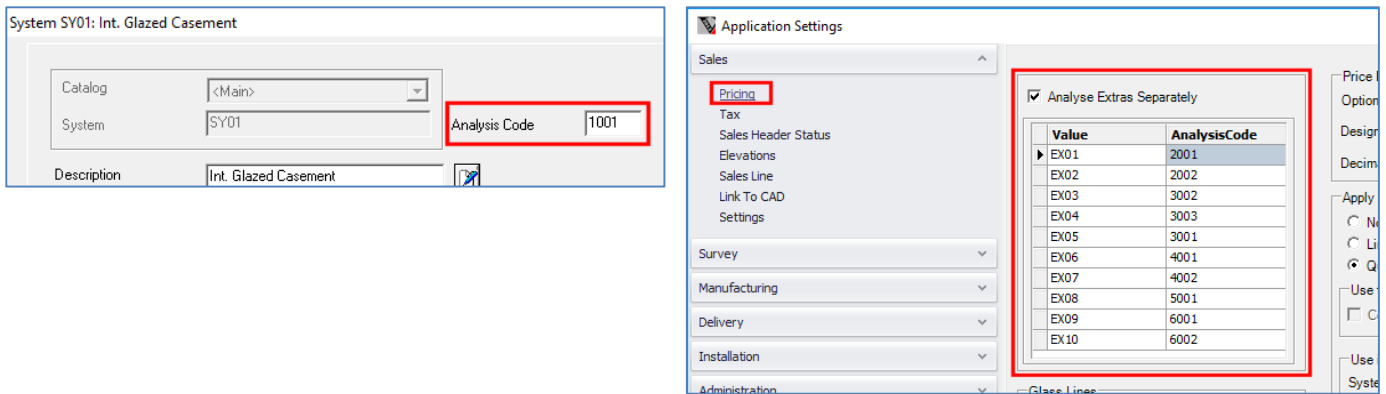 System SY01: Int. Glazed Casement
Catalog <Main>
System SY01
Analysis Code 1001
Description Int. Glazed Casement
Application Settings
Sales
Pricing
Tax
Sales Header Status
Elevations
Sales Line
Link To CAD
Settings
Survey
Manufacturing
Delivery
Installation
Administration
Analyse Extras Separately
Value AnalysisCode
EX01 2001
EX02 2002
EX03 3002
EX04 3003
EX05 3001
EX06 4001
EX07 4002
EX08 5001
EX09 6001
EX10 6002
Glass Lines
Price
Option
Design
Decim
Apply
N
Li
Q
Use
C
Use
Syste